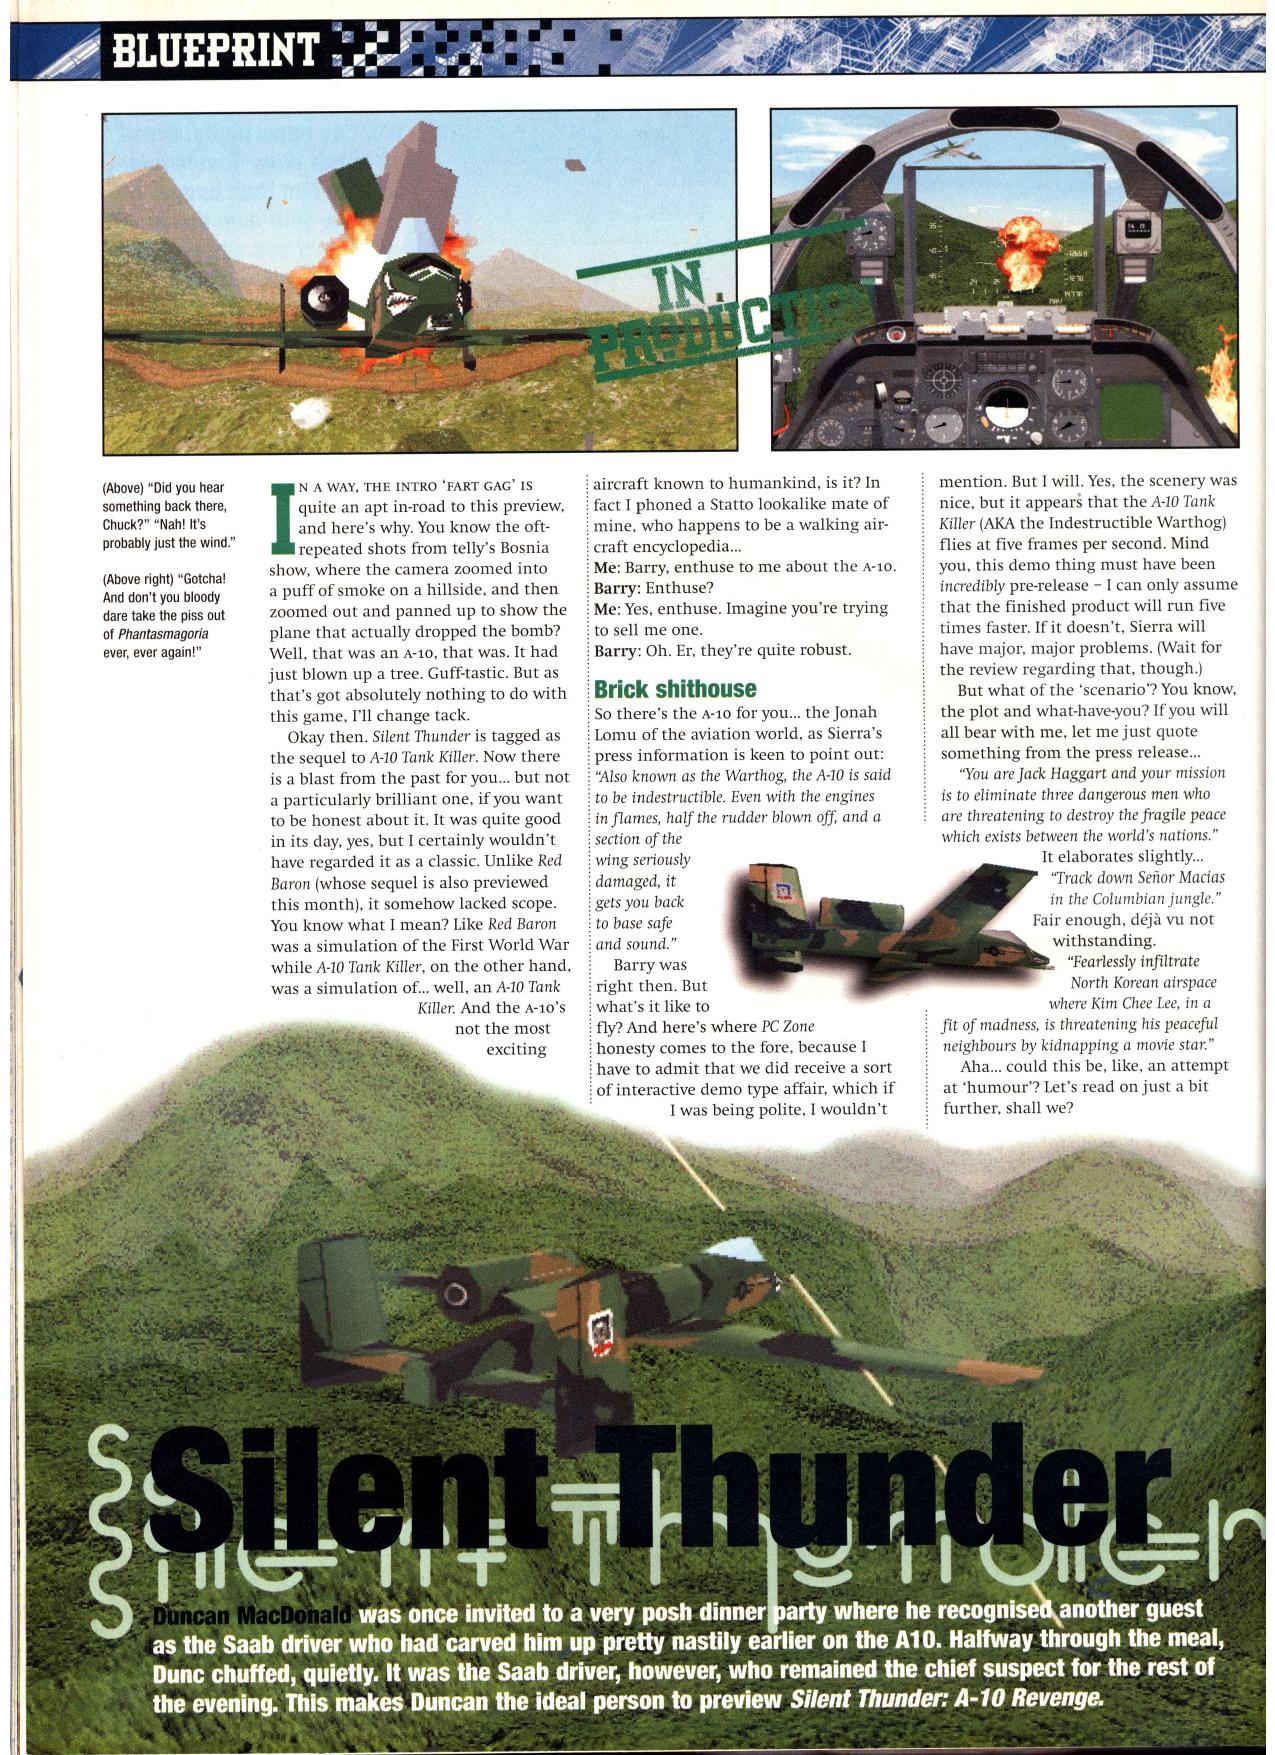 BLUEPRINT
IN
PRODUCTION
(Above) “Did you hear
something back there,
Chuck?” “Nah! It’s
probably just the wind.”
(Above right) “Gotcha!
And don’t you bloody
dare take the piss out
of Phantasmagoria
ever, ever again!”
IN A WAY, THE INTRO ‘FART GAG’ IS
quite an apt in-road to this preview,
and here’s why. You know the oft-
repeated shots from telly’s Bosnia
show, where the camera zoomed into
a puff of smoke on a hillside, and then
zoomed out and panned up to show the
plane that actually dropped the bomb?
Well, that was an A-10, that was. It had
just blown up a tree. Guff-tastic. But as
that’s got absolutely nothing to do with
this game, I’ll change tack.
Okay then. Silent Thunder is tagged as
the sequel to A-10 Tank Killer. Now there
is a blast from the past for you... but not
a particularly brilliant one, if you want
to be honest about it. It was quite good
in its day, yes, but I certainly wouldn’t
have regarded it as a classic. Unlike Red
Baron (whose sequel is also previewed
this month), it somehow lacked scope.
You know what I mean? Like Red Baron
was a simulation of the First World War
while A-10 Tank Killer, on the other hand,
was a simulation of... well, an A-10 Tank
Killer. And the A-10’s
not the most
exciting
aircraft known to humankind, is it? In
fact I phoned a Statto lookalike mate of
mine, who happens to be a walking air-
craft encyclopedia...
Me: Barry, enthuse to me about the A-10.
Barry: Enthuse?
Me: Yes, enthuse. Imagine you’re trying
to sell me one.
Barry: Oh. Er, they’re quite robust.
Brick shithouse
So there’s the A-10 for you... the Jonah
Lomu of the aviation world, as Sierra’s
press information is keen to point out:
“Also known as the Warthog, the A-10 is said
to be indestructible. Even with the engines
in flames, half the rudder blown off, and a
section of the
wing seriously
damaged, it
gets you back
to base safe
and sound.”
Barry was
right then. But
what’s it like to
fly? And here’s where PC Zone
honesty comes to the fore, because I
have to admit that we did receive a sort
of interactive demo type affair, which if
I was being polite, I wouldn’t
mention. But I will. Yes, the scenery was
nice, but it appears that the A-10 Tank
Killer (AKA the Indestructible Warthog)
flies at five frames per second. Mind
you, this demo thing must have been
incredibly pre-release – I can only assume
that the finished product will run five
times faster. If it doesn’t, Sierra will
have major, major problems. (Wait for
the review regarding that, though.)
But what of the ‘scenario’? You know,
the plot and what-have-you? If you will
all bear with me, let me just quote
something from the press release...
“You are Jack Haggart and your mission
is to eliminate three dangerous men who
are threatening to destroy the fragile peace
which exists between the world’s nations.”
It elaborates slightly...
“Track down Señor Macias
in the Columbian jungle.”
Fair enough, déjà vu not
withstanding.
“Fearlessly infiltrate
North Korean airspace
where Kim Chee Lee, in a
fit of madness, is threatening his peaceful
neighbours by kidnapping a movie star.”
Aha... could this be, like, an attempt
at ‘humour’? Let’s read on just a bit
further, shall we?
Silent Thunder
Silent Thunder
Duncan MacDonald was once invited to a very posh dinner party where he recognised another guest
as the Saab driver who had carved him up pretty nastily earlier on the A10. Halfway through the meal,
Dunc chuffed, quietly. It was the Saab driver, however, who remained the chief suspect for the rest of
the evening. This makes Duncan the ideal person to preview Silent Thunder: A-10 Revenge.